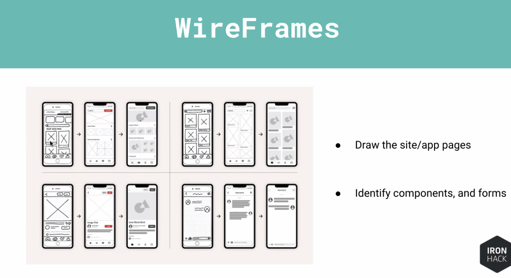 WireFrames
Draw the site/app pages
Identify components, and forms
IRON
HACK